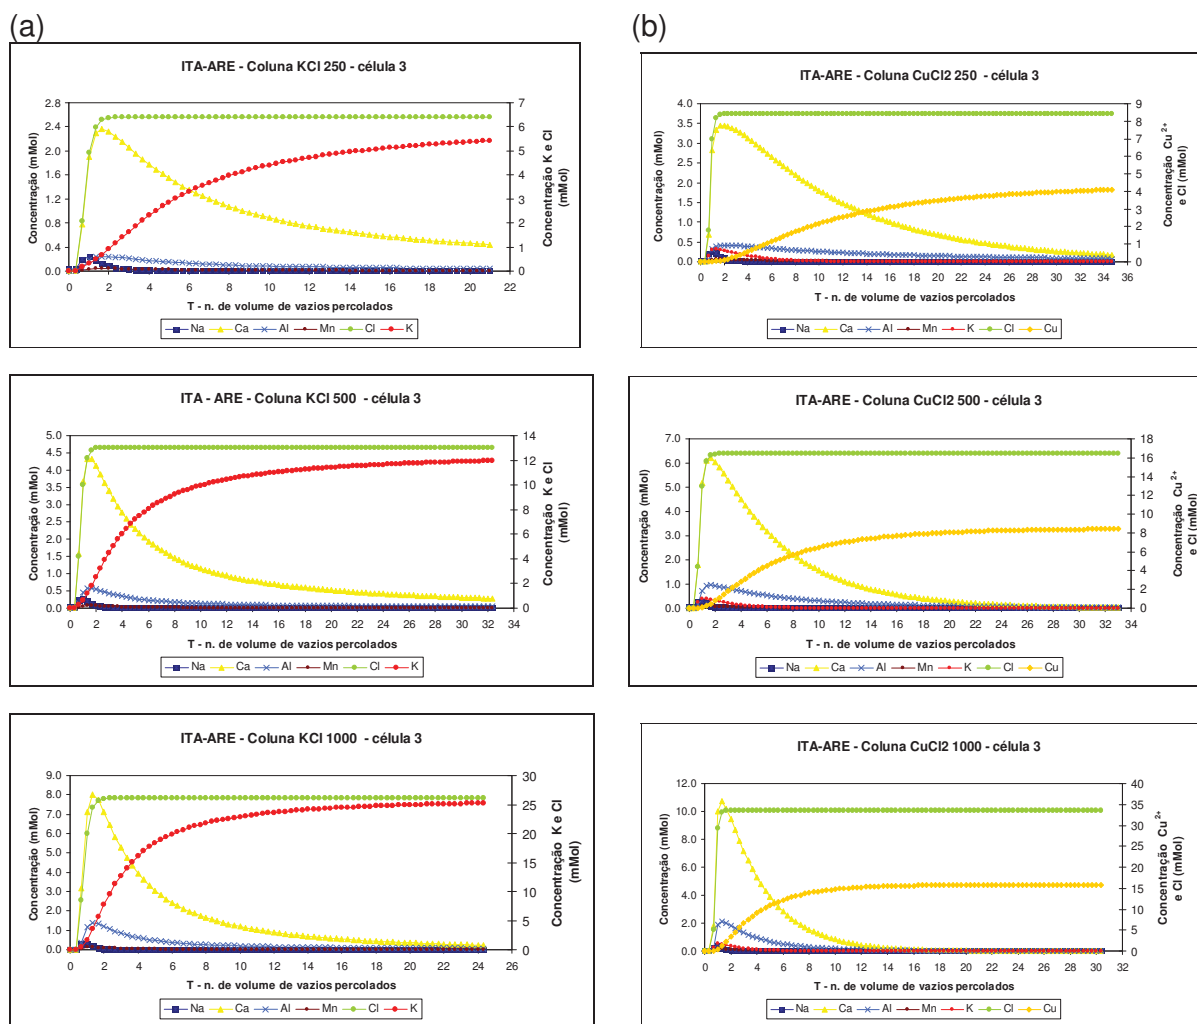 (a)
(b)
ITA-ARE - Coluna KCl 250 - célula 3
Concentração (mMol)
2.8
2.4
2.0
1.6
1.2
0.8
0.4
0.0
7
6
5
4
3
2
1
0
Concentração K e Cl
(mMol)
0 2 4 6 8 10 12 14 16 18 20 22
T - n. de volume de vazios percolados
Na Ca Al Mn Cl K
ITA-ARE - Coluna CuCl2 250 - célula 3
Concentração (mMol)
4.0
3.5
3.0
2.5
2.0
1.5
1.0
0.5
0.0
9
8
7
6
5
4
3
2
1
0
Concentração Cu²⁺
e Cl (mMol)
0 2 4 6 8 10 12 14 16 18 20 22 24 26 28 30 32 34 36
T - n. de volume de vazios percolados
Na Ca Al Mn K Cl Cu
ITA - ARE - Coluna KCl 500 - célula 3
Concentração (mMol)
5.0
4.5
4.0
3.5
3.0
2.5
2.0
1.5
1.0
0.5
0.0
14
12
10
8
6
4
2
0
Concentração K e Cl
(mMol)
0 2 4 6 8 10 12 14 16 18 20 22 24 26 28 30 32 34
T - n. de volume de vazios percolados
Na Ca Al Mn Cl K
ITA-ARE - Coluna CuCl2 500 - célula 3
Concentração (mMol)
7.0
6.0
5.0
4.0
3.0
2.0
1.0
0.0
18
16
14
12
10
8
6
4
2
0
Concentração Cu²⁺
e Cl (mMol)
0 2 4 6 8 10 12 14 16 18 20 22 24 26 28 30 32 34
T - n. de volume de vazios percolados
Na Ca Al Mn K Cl Cu
ITA-ARE - Coluna KCl 1000 - célula 3
Concentração (mMol)
9.0
8.0
7.0
6.0
5.0
4.0
3.0
2.0
1.0
0.0
30
25
20
15
10
5
0
Concentração K e Cl
(mMol)
0 2 4 6 8 10 12 14 16 18 20 22 24 26
T - n. de volume de vazios percolados
Na Ca Al Mn Cl K
ITA-ARE - Coluna CuCl2 1000 - célula 3
Concentração (mMol)
12.0
10.0
8.0
6.0
4.0
2.0
0.0
40
35
30
25
20
15
10
5
0
Concentração Cu²⁺
e Cl (mMol)
0 2 4 6 8 10 12 14 16 18 20 22 24 26 28 30 32
T - n. de volume de vazios percolados
Na Ca Al Mn K Cl Cu